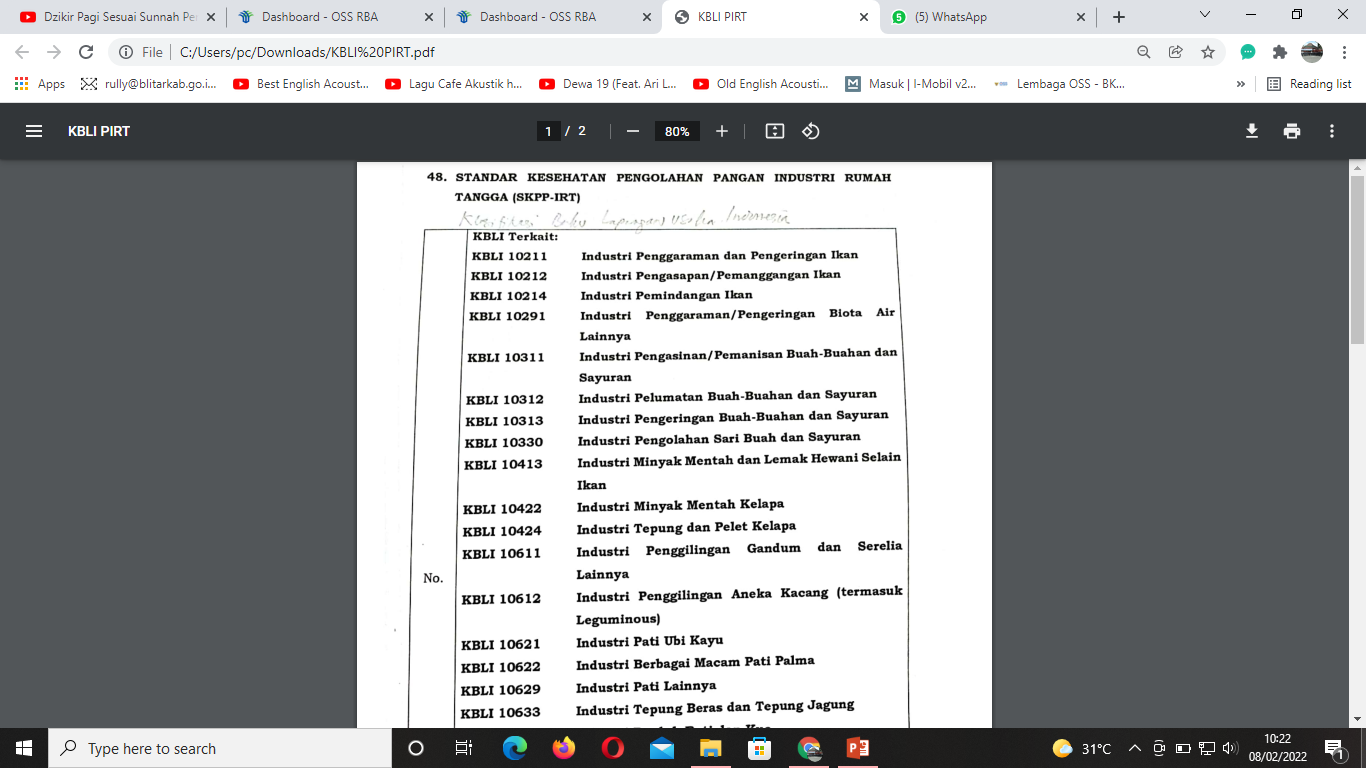 Dzikir Pagi Sesuai Sunnah Pe
Dashboard - OSS RBA
Dashboard - OSS RBA
KBLI PIRT
(5) WhatsApp
File
C:/Users/pc/Downloads/KBLI%20PIRT.pdf
Apps
rully@blitarkab.go.i...
Best English Acoust...
Lagu Cafe Akustik h...
Dewa 19 (Feat. Ari L...
Old English Acousti...
Masuk | I-Mobil v2...
Lembaga OSS - BK...
»
Reading list
KBLI PIRT
1 / 2
80%
48. STANDAR KESEHATAN PENGOLAHAN PANGAN INDUSTRI RUMAH
TANGGA (SKPP-IRT)
Klasifikasi Baku Lapangan Usaha Indonesia
KBLI Terkait:
KBLI 10211 Industri Penggaraman dan Pengeringan Ikan
KBLI 10212 Industri Pengasapan/Pemanggangan Ikan
KBLI 10214 Industri Pemindangan Ikan
KBLI 10291 Industri Penggaraman/Pengeringan Biota Air
Lainnya
KBLI 10311 Industri Pengasinan/Pemanisan Buah-Buahan dan
Sayuran
KBLI 10312 Industri Pelumatan Buah-Buahan dan Sayuran
KBLI 10313 Industri Pengeringan Buah-Buahan dan Sayuran
KBLI 10330 Industri Pengolahan Sari Buah dan Sayuran
KBLI 10413 Industri Minyak Mentah dan Lemak Hewani Selain
Ikan
KBLI 10422 Industri Minyak Mentah Kelapa
KBLI 10424 Industri Tepung dan Pelet Kelapa
KBLI 10611 Industri Penggilingan Gandum dan Serelia
Lainnya
No.
KBLI 10612 Industri Penggilingan Aneka Kacang (termasuk
Leguminous)
KBLI 10621 Industri Pati Ubi Kayu
KBLI 10622 Industri Berbagai Macam Pati Palma
KBLI 10629 Industri Pati Lainnya
KBLI 10633 Industri Tepung Beras dan Tepung Jagung
Type here to search
31°C
10:22
08/02/2022
1